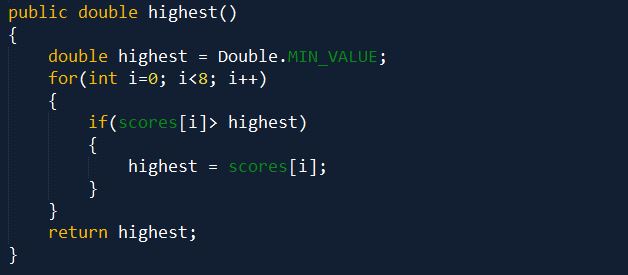 public double highest()
{
    double highest = Double.MIN_VALUE;
    for(int i=0; i<8; i++)
    {
        if(scores[i]> highest)
        {
            highest = scores[i];
        }
    }
    return highest;
}